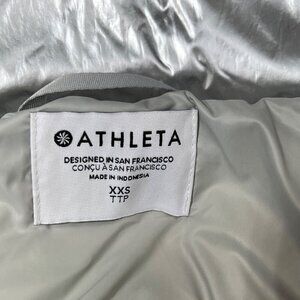 ATHLETA
DESIGNED IN SAN FRANCISCO
CONÇU À SAN FRANCISCO
MADE IN INDONESIA
XXS
TTP